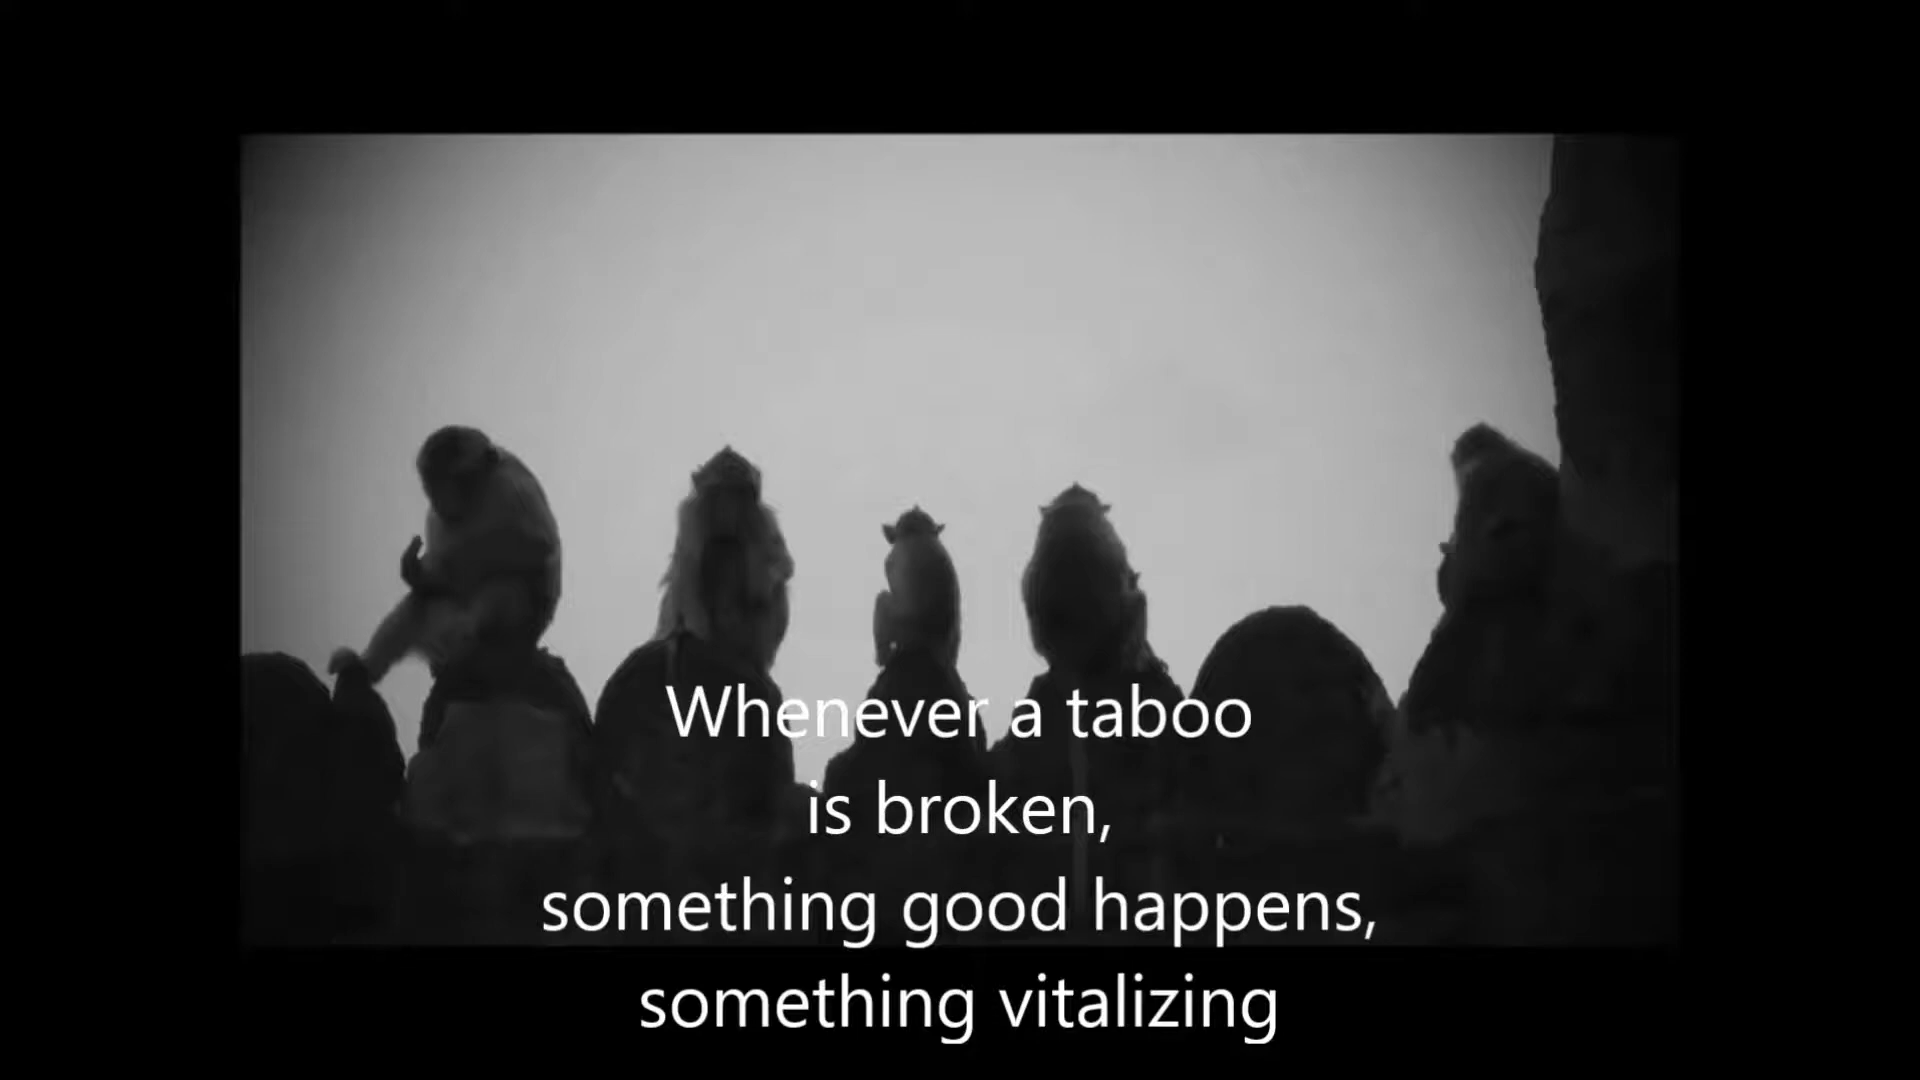 Whenever a taboo
is broken,
something good happens,
something vitalizing